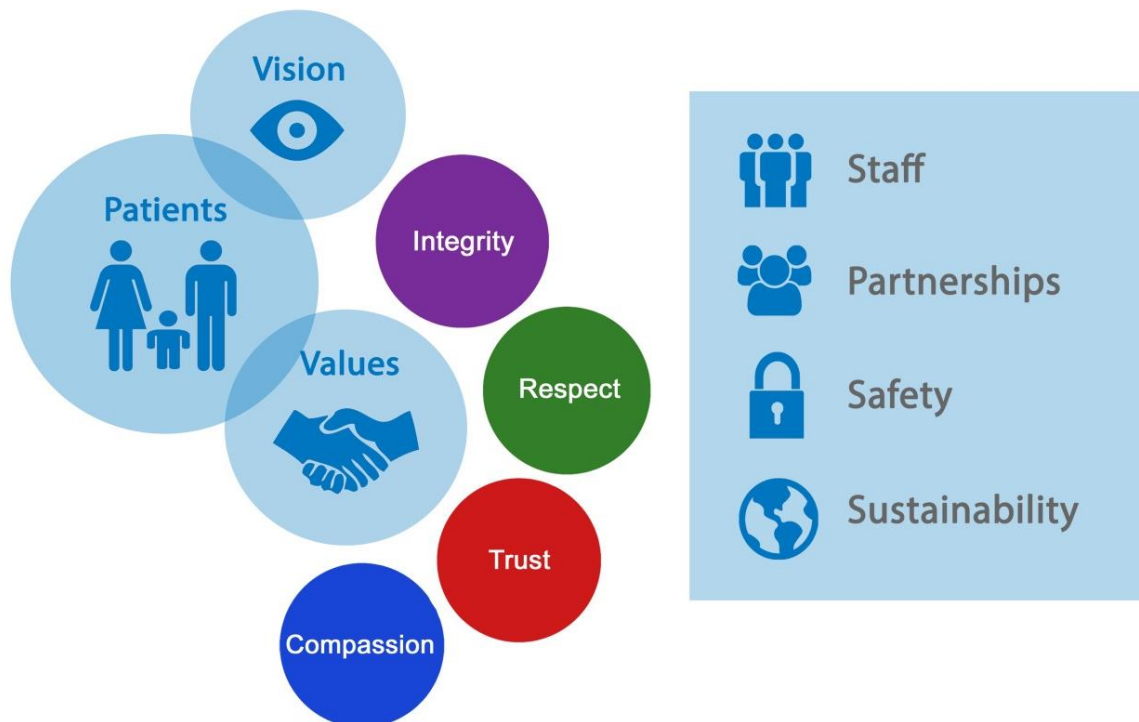 Vision
Patients
Integrity
Values
Respect
Trust
Compassion
Staff
Partnerships
Safety
Sustainability